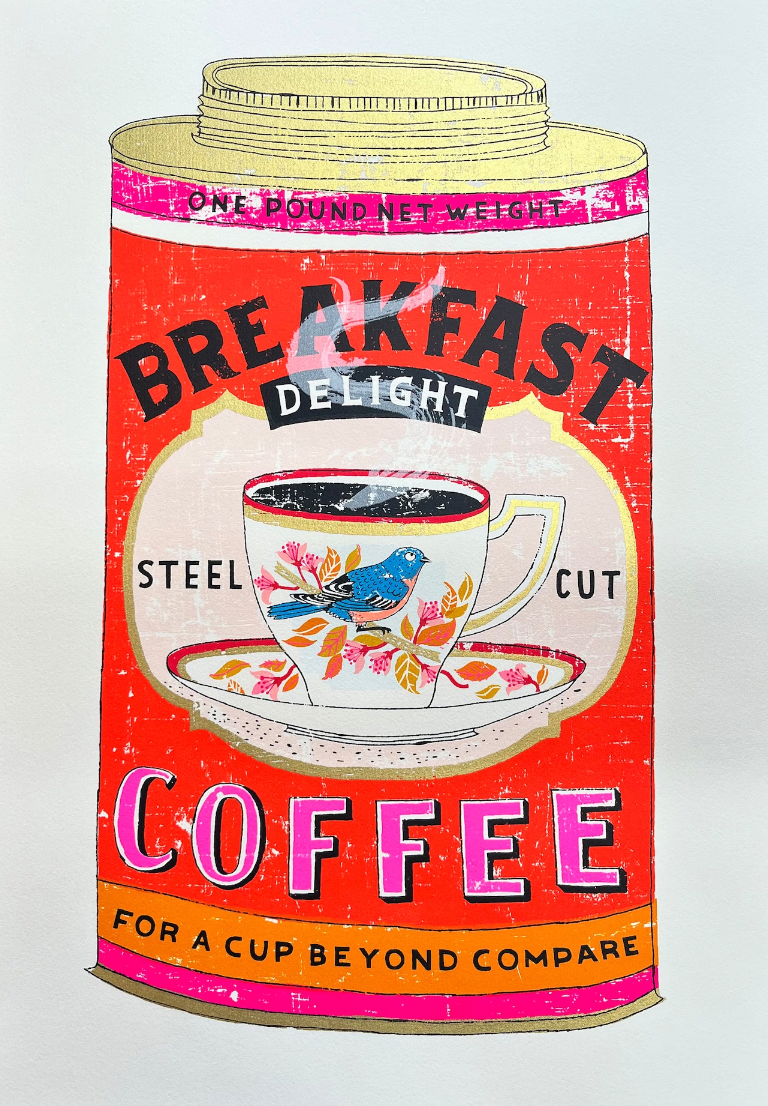 ONE POUND NET WEIGHT
BREAKFAST
DELIGHT
STEEL CUT
COFFEE
FOR A CUP BEYOND COMPARE